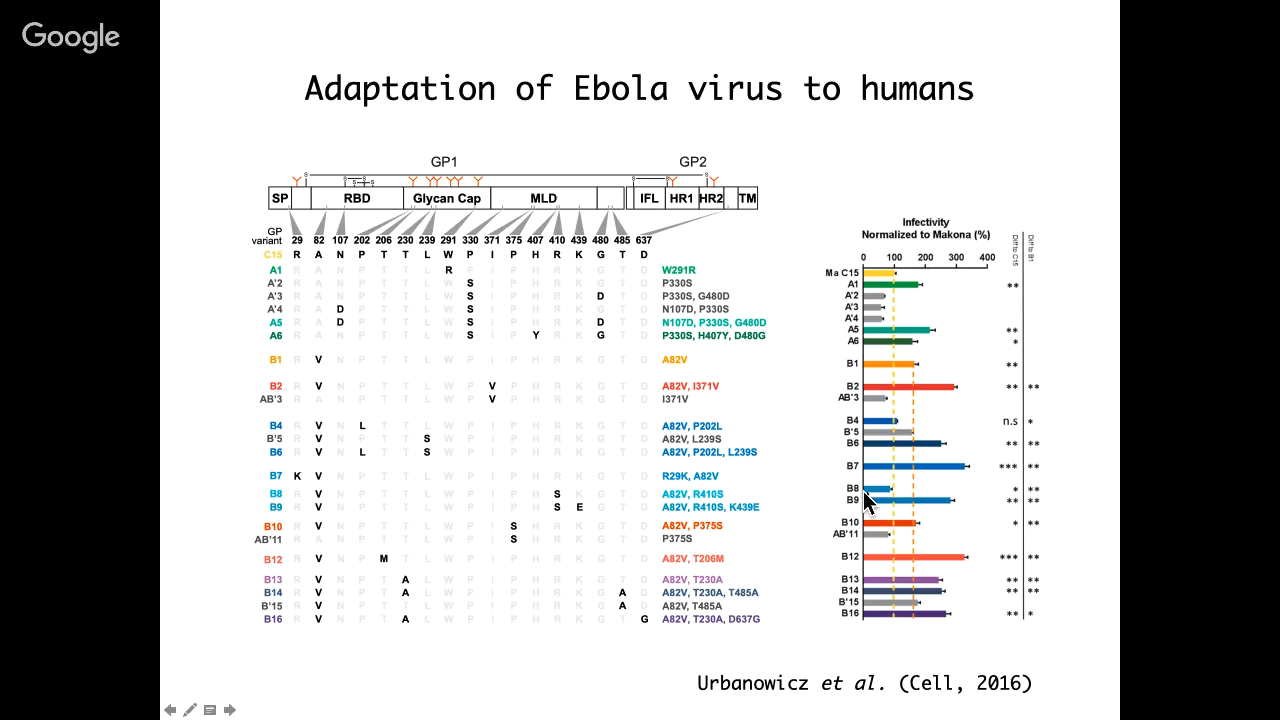 Google
Adaptation of Ebola virus to humans
GP1 GP2
SP RBD Glycan Cap MLD IFL HR1 HR2 TM
GP
variant 29 82 107 202 206 230 239 291 330 371 375 407 410 439 480 485 637
C15 R A N P T T L W P I P H R K G T D
A1 R A N P T T L R P I P H R K G T D W291R
A'2 R A N P T T L W S I P H R K G T D P330S
A'3 R A N P T T L W S I P H R K D T D P330S, G480D
A'4 R A D P T T L W S I P H R K G T D N107D, P330S
A5 R A D P T T L W S I P H R K D T D N107D, P330S, G480D
A6 R A N P T T L W S I P Y R K G T D P330S, H407Y, D480G
B1 R V N P T T L W P I P H R K G T D A82V
B2 R V N P T T L W P V P H R K G T D A82V, I371V
AB'3 R A N P T T L W P V P H R K G T D I371V
B4 R V N L T T L W P I P H R K G T D A82V, P202L
B'5 R V N P T T S W P I P H R K G T D A82V, L239S
B6 R V N L T T S W P I P H R K G T D A82V, P202L, L239S
B7 K V N P T T L W P I P H R K G T D R29K, A82V
B8 R V N P T T L W P I P H S K G T D A82V, R410S
B9 R V N P T T L W P I P H S E G T D A82V, R410S, K439E
B10 R V N P T T L W P I S H R K G T D A82V, P375S
AB'11 R A N P T T L W P I S H R K G T D P375S
B12 R V N P M T L W P I P H R K G T D A82V, T206M
B13 R V N P T A L W P I P H R K G T D A82V, T230A
B14 R V N P T A L W P I P H R K G A D A82V, T230A, T485A
B'15 R V N P T T L W P I P H R K G A D A82V, T485A
B16 R V N P T A L W P I P H R K G T G A82V, T230A, D637G
Infectivity
Normalized to Makona (%)
0 100 200 300 400
Diff to C15
Diff to B1
Ma C15
A1 **
A'2
A'3
A'4
A5 **
A6 *
B1 **
B2 ** **
AB'3
B4 n.s *
B'5
B6 ** **
B7 *** **
B8 * **
B9 ** **
B10 * **
AB'11
B12 *** **
B13 ** **
B14 ** **
B'15
B16 ** *
Urbanowicz et al. (Cell, 2016)